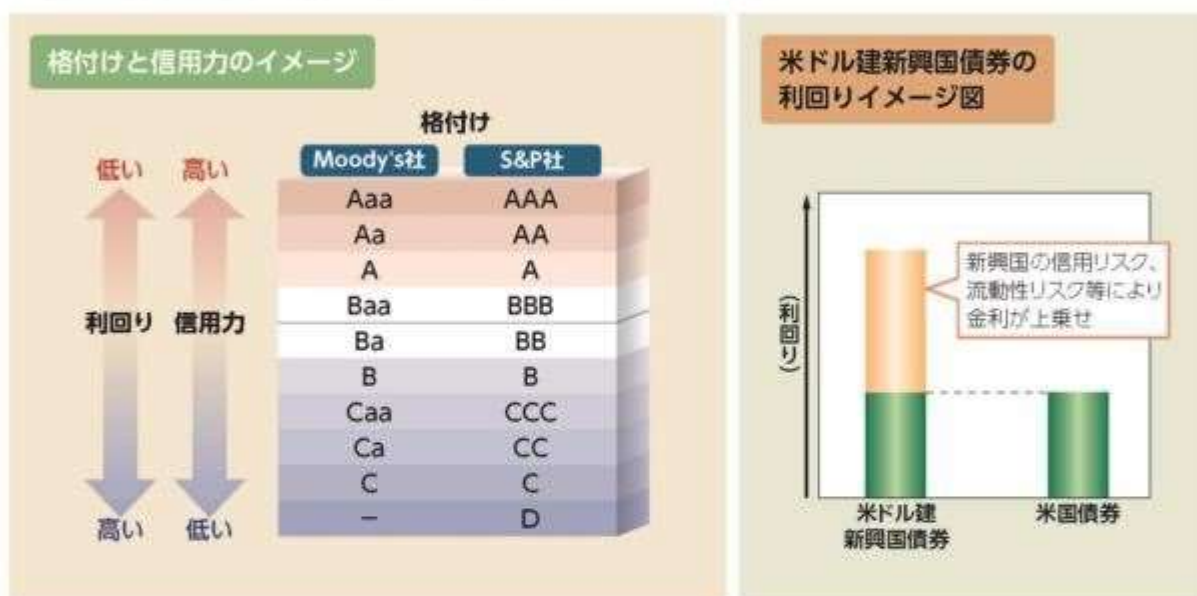 格付けと信用力のイメージ
格付け
Moody's社 S&P社
低い 高い
Aaa AAA
Aa AA
A A
Baa BBB
利回り 信用力
Ba BB
B B
Caa CCC
Ca CC
C C
高い 低い
– D
米ドル建新興国債券の
利回りイメージ図
(利回り)
新興国の信用リスク、
流動性リスク等により
金利が上乗せ
米ドル建
新興国債券
米国債券